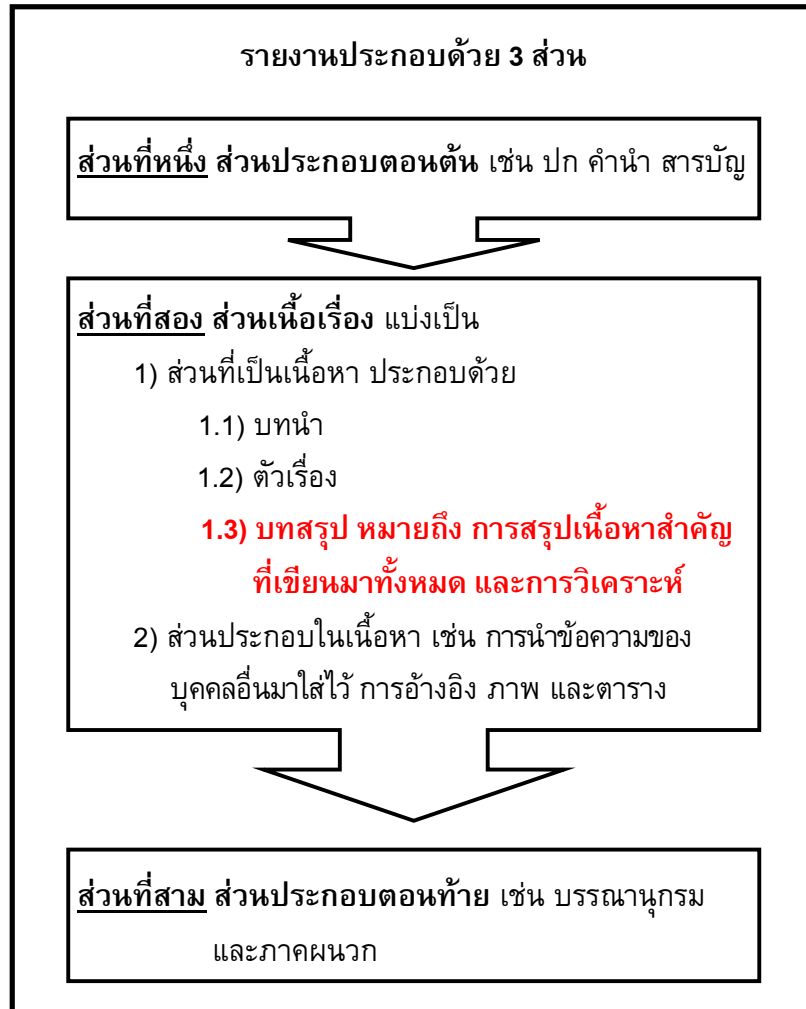 รายงานประกอบด้วย 3 ส่วน
ส่วนที่หนึ่ง ส่วนประกอบตอนต้น เช่น ปก คำนำ สารบัญ
ส่วนที่สอง ส่วนเนื้อเรื่อง แบ่งเป็น
1) ส่วนที่เป็นเนื้อหา ประกอบด้วย
1.1) บทนำ
1.2) ตัวเรื่อง
1.3) บทสรุป หมายถึง การสรุปเนื้อหาสำคัญ
ที่เขียนมาทั้งหมด และการวิเคราะห์
2) ส่วนประกอบในเนื้อหา เช่น การนำข้อความของ
บุคคลอื่นมาใส่ไว้ การอ้างอิง ภาพ และตาราง
ส่วนที่สาม ส่วนประกอบตอนท้าย เช่น บรรณานุกรม
และภาคผนวก